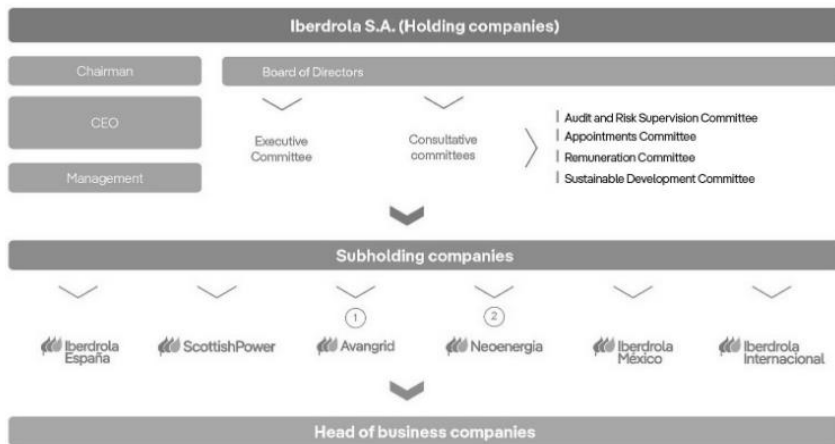 Iberdrola S.A. (Holding companies)
Chairman
Board of Directors
CEO
Executive
Committee
Consultative
committees
Audit and Risk Supervision Committee
Appointments Committee
Remuneration Committee
Sustainable Development Committee
Management
Subholding companies
1
2
Iberdrola
España
ScottishPower
Avangrid
Neoenergia
Iberdrola
México
Iberdrola
Internacional
Head of business companies